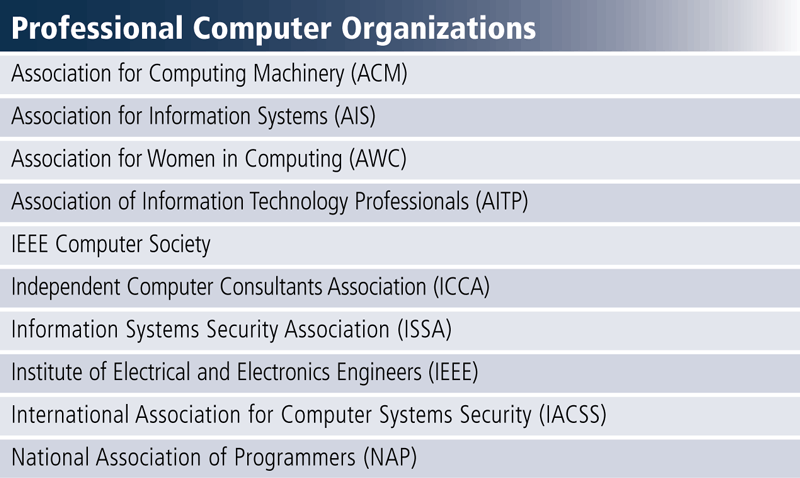 Professional Computer Organizations
Association for Computing Machinery (ACM)
Association for Information Systems (AIS)
Association for Women in Computing (AWC)
Association of Information Technology Professionals (AITP)
IEEE Computer Society
Independent Computer Consultants Association (ICCA)
Information Systems Security Association (ISSA)
Institute of Electrical and Electronics Engineers (IEEE)
International Association for Computer Systems Security (IACSS)
National Association of Programmers (NAP)